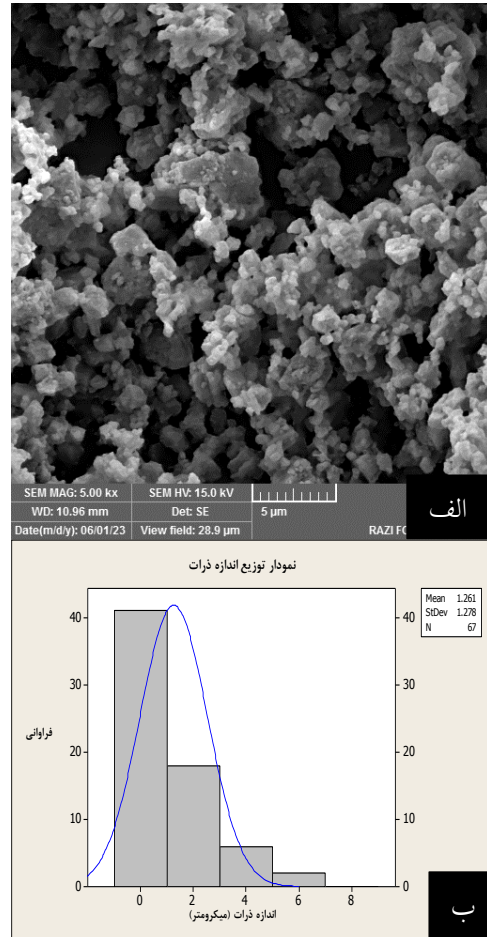 SEM MAG: 5.00 kx SEM HV: 15.0 kV
WD: 10.96 mm Det: SE 5 µm
Date(m/d/y): 06/01/23 View field: 28.9 µm RAZI
الف
نمودار توزیع اندازه ذرات
Mean 1.261
StDev 1.278
N 67
40 40
30 30
فراوانی
20 20
10 10
0 0
0 2 4 6 8
اندازه ذرات (میکرومتر)
ب